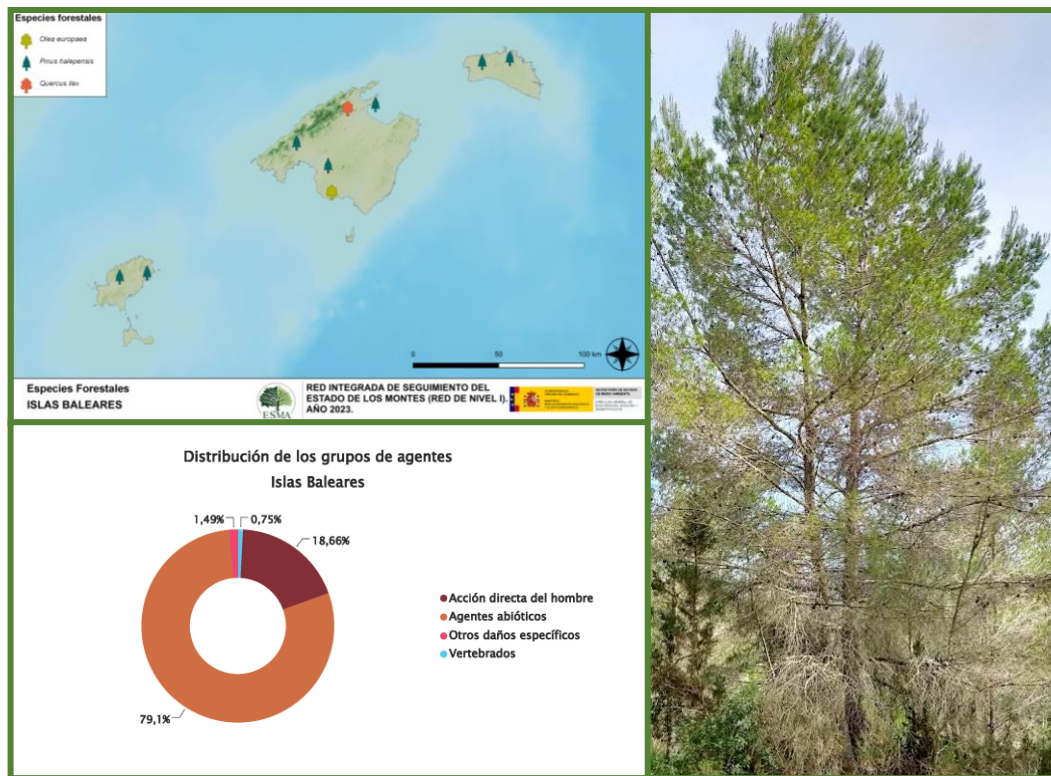 Especies forestales
Olea europaea
Pinus halepensis
Quercus ilex
0 50 100 km
Especies Forestales
ISLAS BALEARES
ESMA
RED INTEGRADA DE SEGUIMIENTO DEL
ESTADO DE LOS MONTES (RED DE NIVEL I).
AÑO 2023.
Distribución de los grupos de agentes
Islas Baleares
1,49%
0,75%
18,66%
79,1%
Acción directa del hombre
Agentes abióticos
Otros daños específicos
Vertebrados